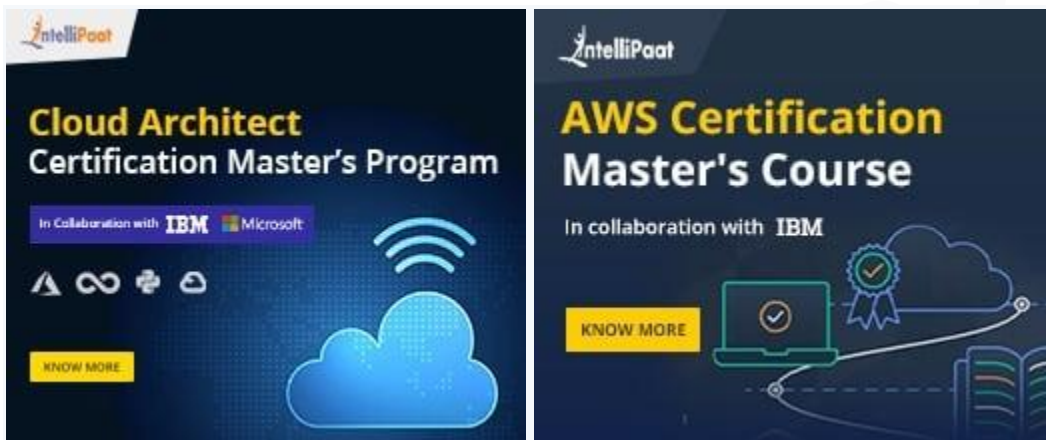 IntelliPaat
Cloud Architect
Certification Master's Program
In Collaboration with IBM Microsoft
KNOW MORE
IntelliPaat
AWS Certification
Master's Course
In collaboration with IBM
KNOW MORE